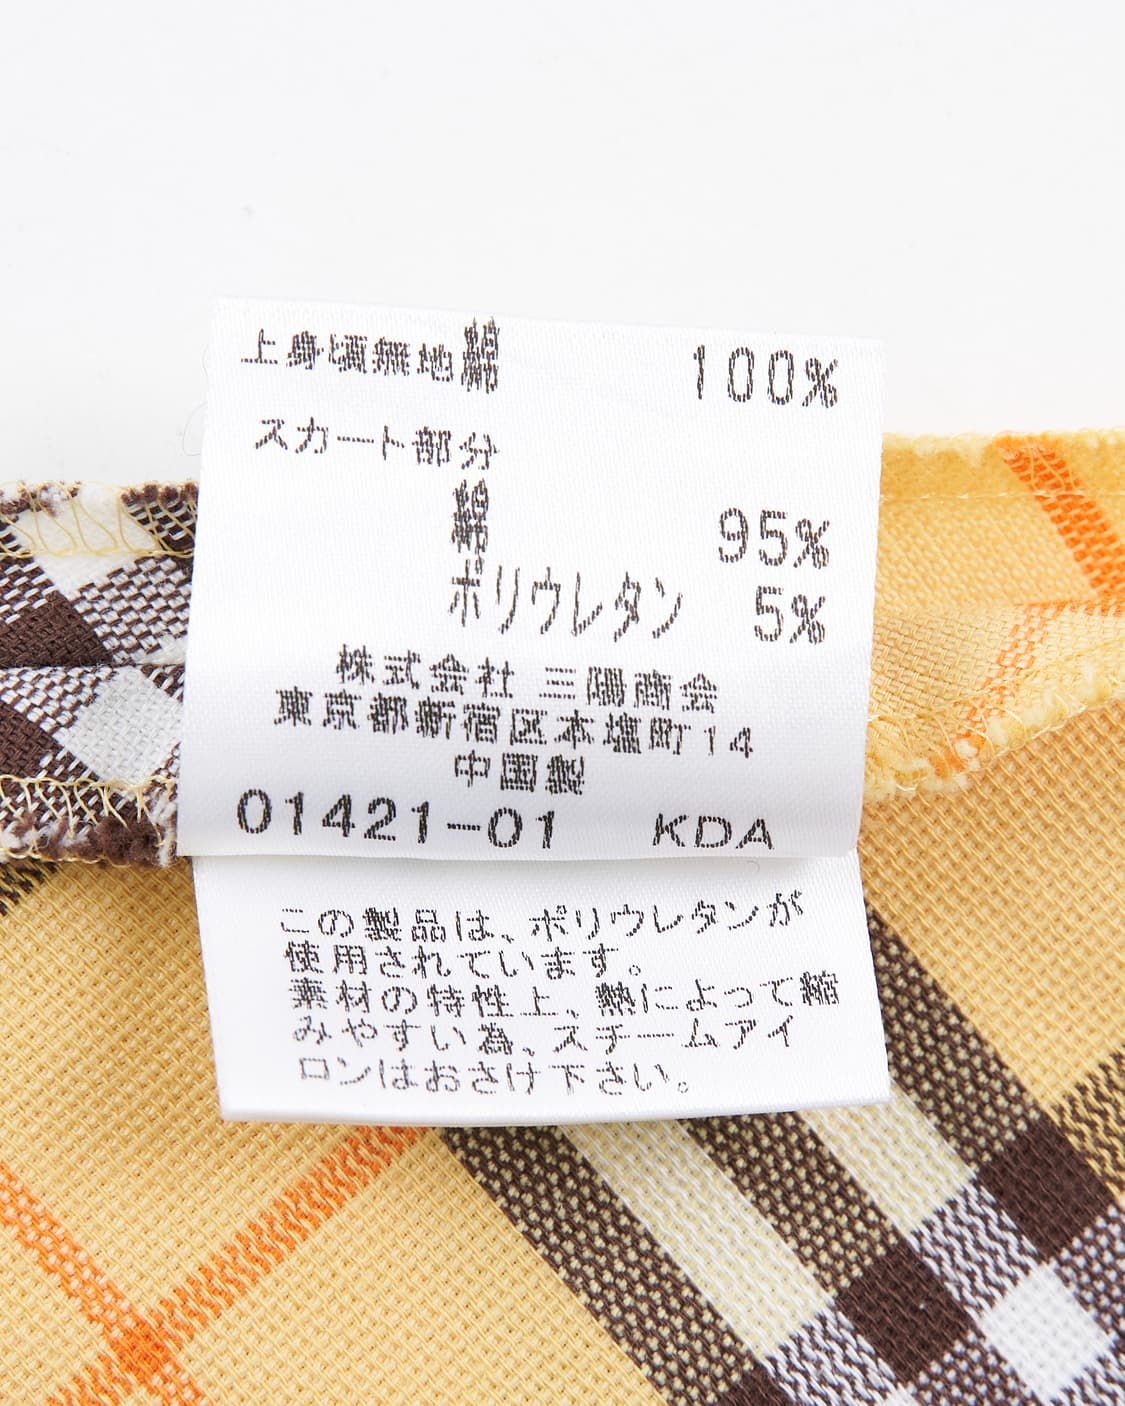 上身頃無地綿 100%
スカート部分
綿 95%
ポリウレタン 5%
株式会社 三陽商会
東京都新宿区本塩町14
中国製
01421-01 KDA
この製品は、ポリウレタンが
使用されています。
素材の特性上、熱によって縮
みやすい為、スチームアイ
ロンはおさけ下さい。